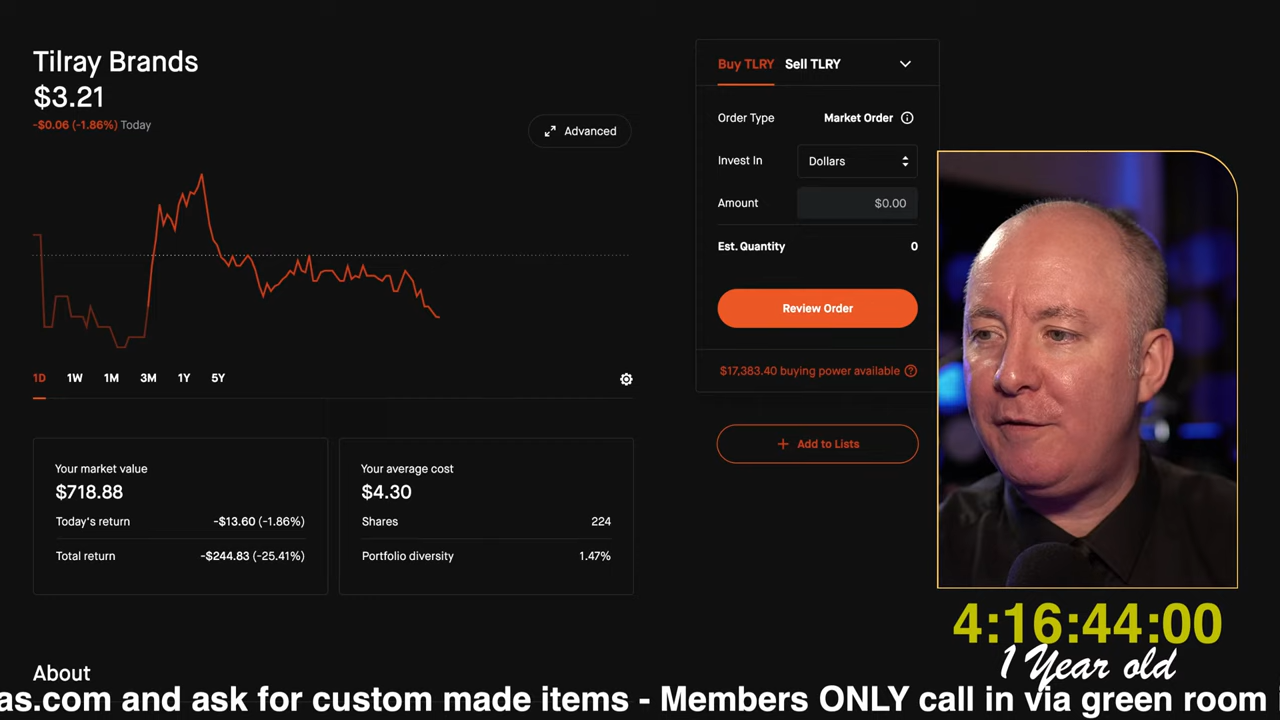 Tilray Brands
$3.21
-$0.06 (-1.86%) Today
Advanced
1D 1W 1M 3M 1Y 5Y
Your market value
$718.88
Today's return -$13.60 (-1.86%)
Total return -$244.83 (-25.41%)
Your average cost
$4.30
Shares 224
Portfolio diversity 1.47%
About
Buy TLRY Sell TLRY
Order Type Market Order
Invest In Dollars
Amount $0.00
Est. Quantity 0
Review Order
$17,383.40 buying power available
Add to Lists
4:16:44:00
1 Year old
as.com and ask for custom made items - Members ONLY call in via green room